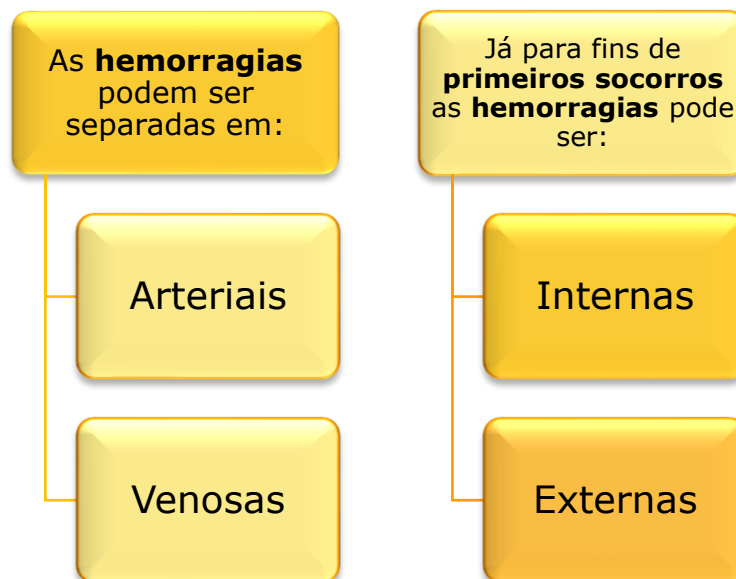 As hemorragias
podem ser
separadas em:
Arteriais
Venosas
Já para fins de
primeiros socorros
as hemorragias pode
ser:
Internas
Externas